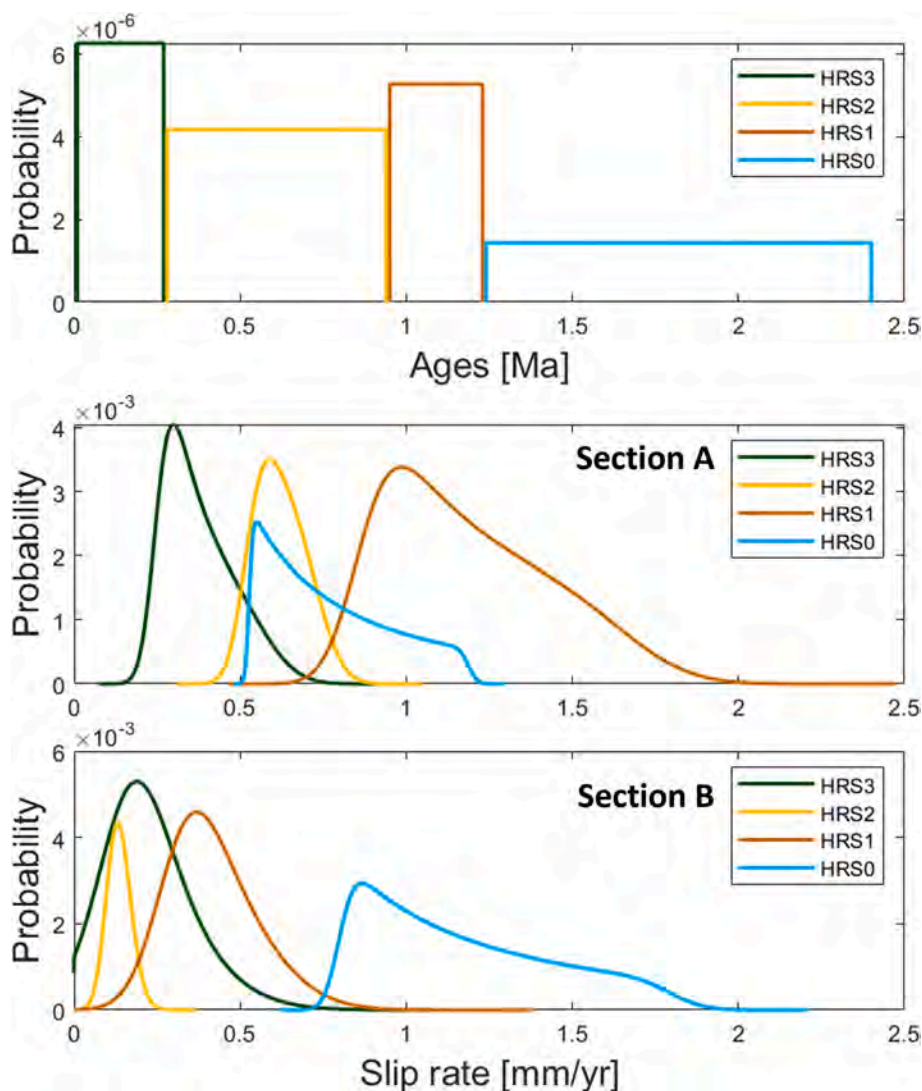 ×10-6
Probability
6
4
2
0
HRS3
HRS2
HRS1
HRS0
0 0.5 1 1.5 2 2.5
Ages [Ma]
×10-3
Section A
Probability
4
3
2
1
0
HRS3
HRS2
HRS1
HRS0
0 0.5 1 1.5 2 2.5
×10-3
Section B
Probability
6
4
2
0
HRS3
HRS2
HRS1
HRS0
0 0.5 1 1.5 2 2.5
Slip rate [mm/yr]